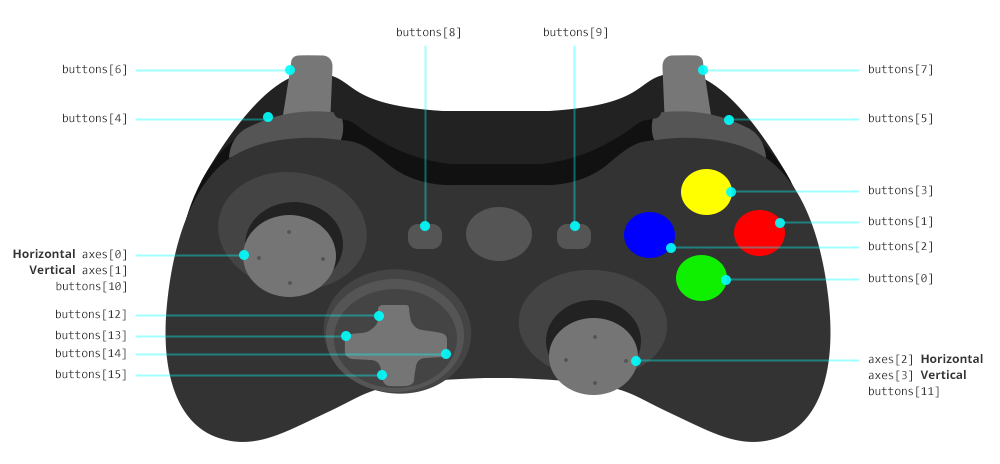 buttons[8]
buttons[9]
buttons[6]
buttons[4]
Horizontal axes[0]
Vertical axes[1]
buttons[10]
buttons[12]
buttons[13]
buttons[14]
buttons[15]
buttons[7]
buttons[5]
buttons[3]
buttons[1]
buttons[2]
buttons[0]
axes[2] Horizontal
axes[3] Vertical
buttons[11]